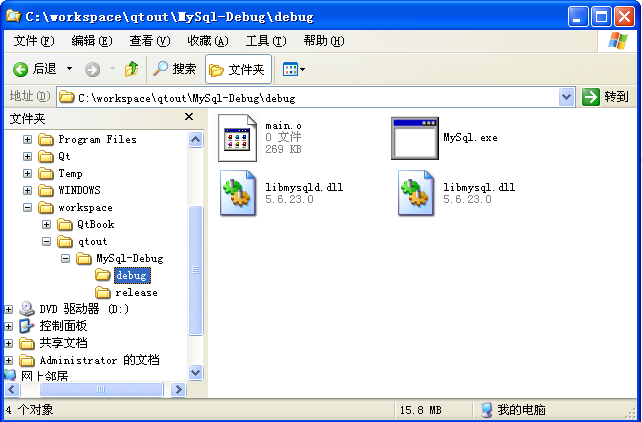 C:\workspace\qtout\MySql-Debug\debug
文件(F) 编辑(E) 查看(V) 收藏(A) 工具(T) 帮助(H)
后退 搜索 文件夹
地址(D) C:\workspace\qtout\MySql-Debug\debug 转到
文件夹
Program Files
Qt
Temp
WINDOWS
workspace
QtBook
qtout
MySql-Debug
debug
release
DVD 驱动器 (D:)
控制面板
共享文档
Administrator 的文档
网上邻居
main.o
O 文件
269 KB
MySql.exe
libmysqld.dll
5.6.23.0
libmysql.dll
5.6.23.0
4 个对象 15.8 MB 我的电脑